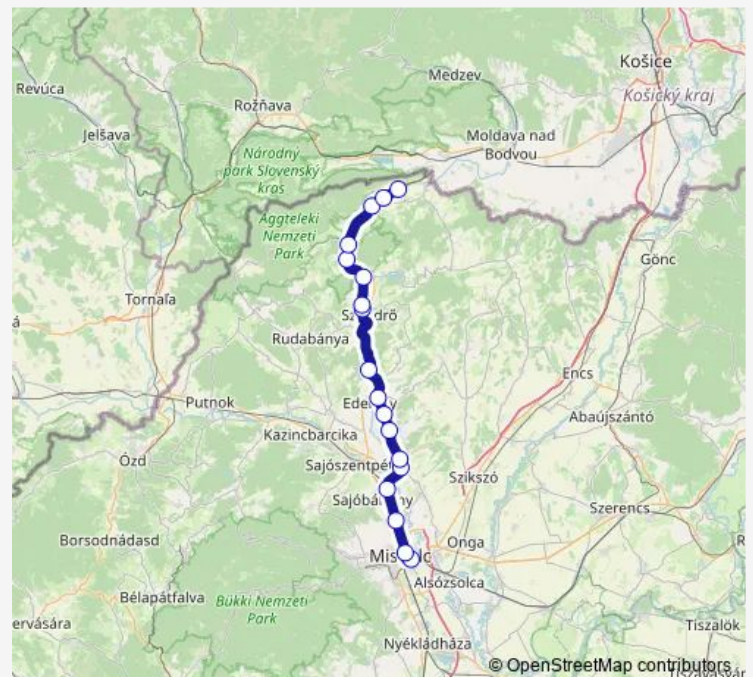 Košice
Revúca
Medzev
Košický kraj
Rožňava
Jelšava
Moldava nad
Bodvou
Národný
park Slovenský
kras
Aggteleki
Nemzeti
Park
Gönc
Tornaľa
Rudabánya
Encs
Putnok
Abaújszántó
Kazincbarcika
Ózd
Szikszó
Szerencs
Borsodnádasd
Onga
Alsózsolca
Bélapátfalva
Bükki Nemzeti
Park
Tiszalök
Nyékládháza
© OpenStreetMap contributors